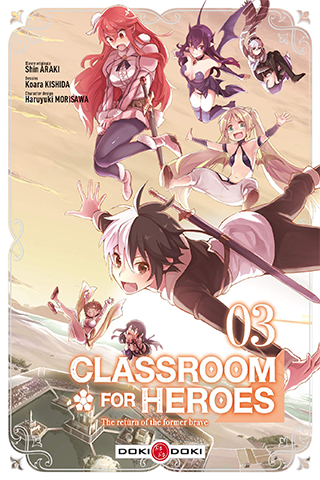 Œuvre originale
Shin ARAKI
Dessins
Koara KISHIDA
Character design
Haruyuki MORISAWA
03
CLASSROOM
FOR HEROES
The return of the former brave
DOKI DOKI